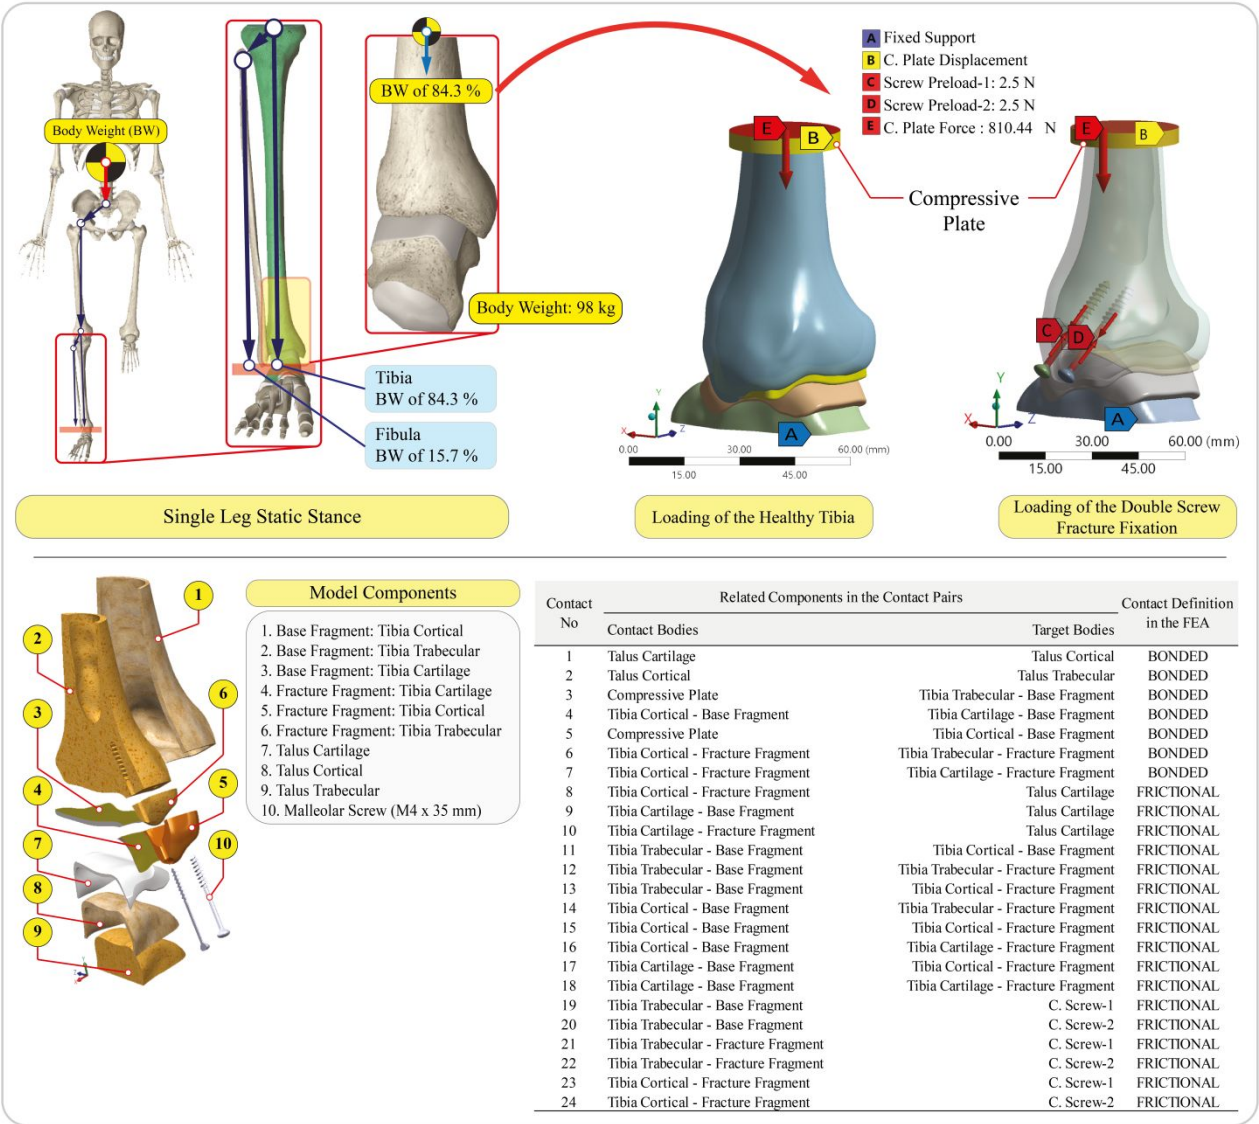 Body Weight (BW)
BW of 84.3 %
Body Weight: 98 kg
Tibia
BW of 84.3 %
Fibula
BW of 15.7 %
A Fixed Support
B C. Plate Displacement
C Screw Preload-1: 2.5 N
D Screw Preload-2: 2.5 N
E C. Plate Force : 810.44 N
E
B
A
Compressive
Plate
E
B
C
D
A
Y
X
Z
0.00
30.00
60.00 (mm)
15.00
45.00
Y
X
Z
0.00
30.00
60.00 (mm)
15.00
45.00
Single Leg Static Stance
Loading of the Healthy Tibia
Loading of the Double Screw
Fracture Fixation
1
2
3
6
4
5
7
10
8
9
Model Components
1. Base Fragment: Tibia Cortical
2. Base Fragment: Tibia Trabecular
3. Base Fragment: Tibia Cartilage
4. Fracture Fragment: Tibia Cartilage
5. Fracture Fragment: Tibia Cortical
6. Fracture Fragment: Tibia Trabecular
7. Talus Cartilage
8. Talus Cortical
9. Talus Trabecular
10. Malleolar Screw (M4 x 35 mm)
Contact
No
Related Components in the Contact Pairs
Contact Bodies
Target Bodies
Contact Definition
in the FEA
1 Talus Cartilage Talus Cortical BONDED
2 Talus Cortical Talus Trabecular BONDED
3 Compressive Plate Tibia Trabecular - Base Fragment BONDED
4 Tibia Cortical - Base Fragment Tibia Cartilage - Base Fragment BONDED
5 Compressive Plate Tibia Cortical - Base Fragment BONDED
6 Tibia Cortical - Fracture Fragment Tibia Trabecular - Fracture Fragment BONDED
7 Tibia Cortical - Fracture Fragment Tibia Cartilage - Fracture Fragment BONDED
8 Tibia Cortical - Fracture Fragment Talus Cartilage FRICTIONAL
9 Tibia Cartilage - Base Fragment Talus Cartilage FRICTIONAL
10 Tibia Cartilage - Fracture Fragment Talus Cartilage FRICTIONAL
11 Tibia Trabecular - Base Fragment Tibia Cortical - Base Fragment FRICTIONAL
12 Tibia Trabecular - Base Fragment Tibia Trabecular - Fracture Fragment FRICTIONAL
13 Tibia Trabecular - Base Fragment Tibia Cortical - Fracture Fragment FRICTIONAL
14 Tibia Cortical - Base Fragment Tibia Trabecular - Fracture Fragment FRICTIONAL
15 Tibia Cortical - Base Fragment Tibia Cortical - Fracture Fragment FRICTIONAL
16 Tibia Cortical - Base Fragment Tibia Cartilage - Fracture Fragment FRICTIONAL
17 Tibia Cartilage - Base Fragment Tibia Cortical - Fracture Fragment FRICTIONAL
18 Tibia Cartilage - Base Fragment Tibia Cartilage - Fracture Fragment FRICTIONAL
19 Tibia Trabecular - Base Fragment C. Screw-1 FRICTIONAL
20 Tibia Trabecular - Base Fragment C. Screw-2 FRICTIONAL
21 Tibia Trabecular - Fracture Fragment C. Screw-1 FRICTIONAL
22 Tibia Trabecular - Fracture Fragment C. Screw-2 FRICTIONAL
23 Tibia Cortical - Fracture Fragment C. Screw-1 FRICTIONAL
24 Tibia Cortical - Fracture Fragment C. Screw-2 FRICTIONAL